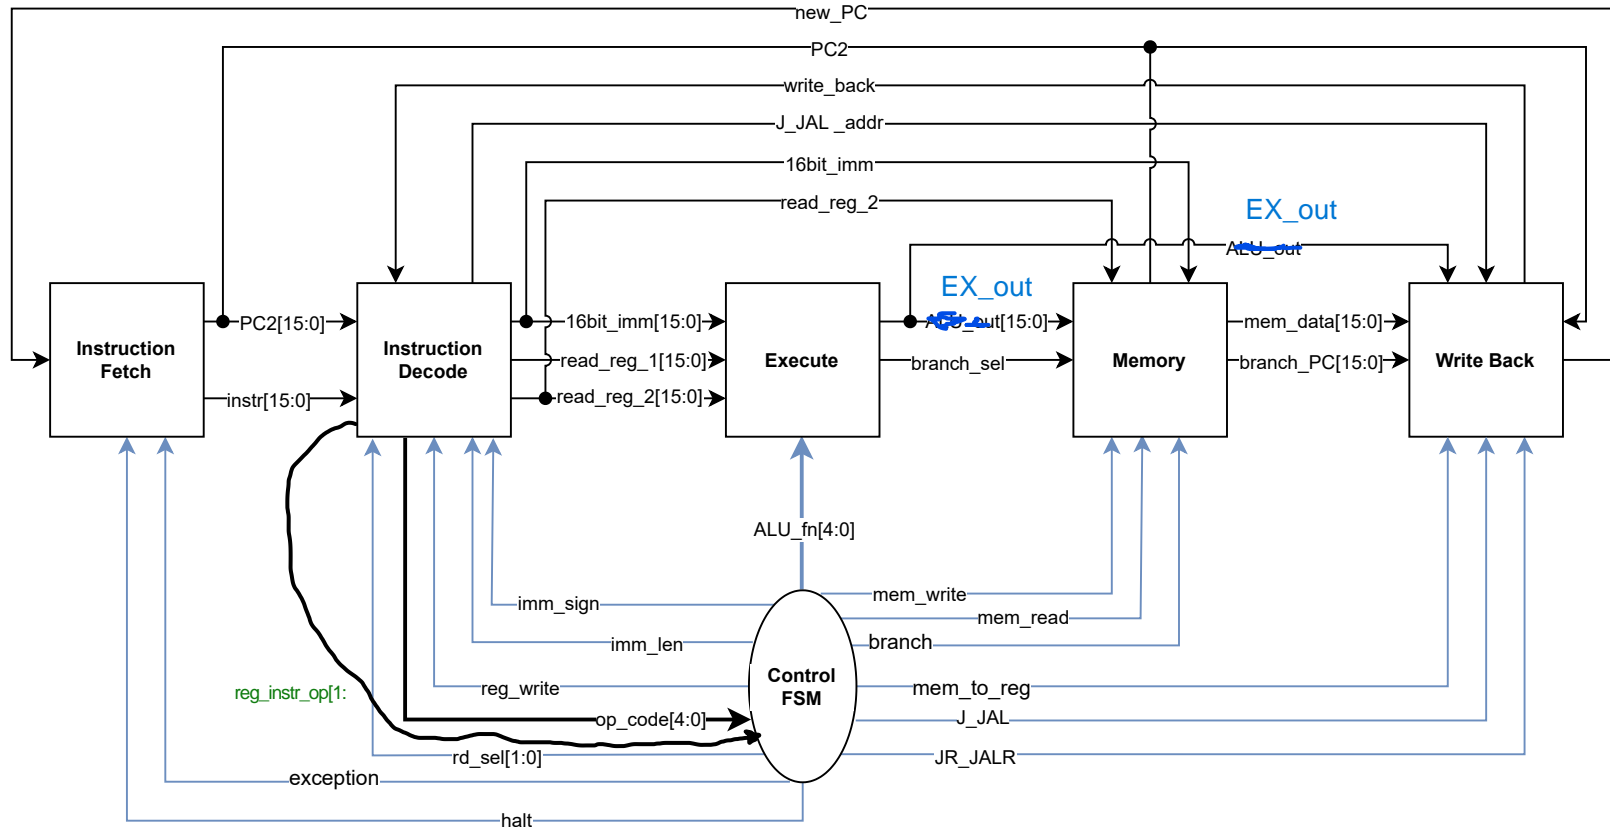 new_PC
PC2
write_back
J_JAL _addr
16bit_imm
read_reg_2
EX_out
ALU_out
EX_out
PC2[15:0]
16bit_imm[15:0]
ALU_out[15:0]
mem_data[15:0]
Instruction
Fetch
Instruction
Decode
Execute
Memory
Write Back
read_reg_1[15:0]
branch_sel
branch_PC[15:0]
instr[15:0]
read_reg_2[15:0]
ALU_fn[4:0]
imm_sign
mem_write
mem_read
imm_len
branch
Control
FSM
reg_instr_op[1:
reg_write
mem_to_reg
op_code[4:0]
J_JAL
rd_sel[1:0]
JR_JALR
exception
halt